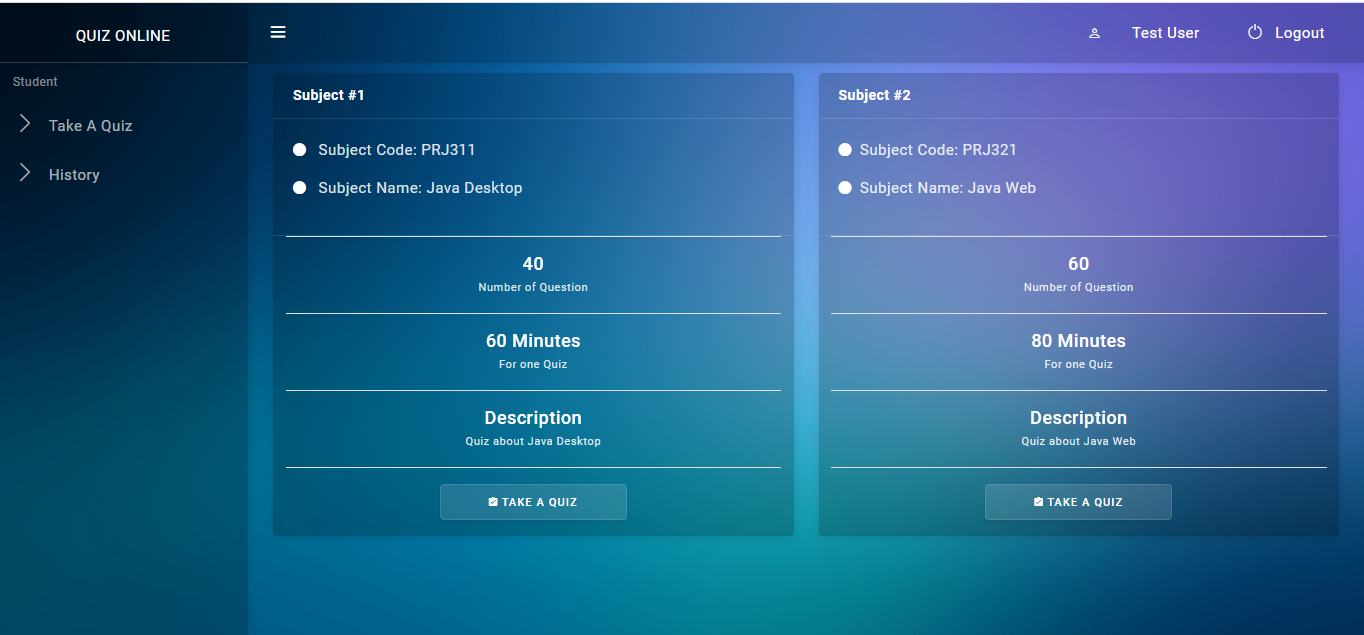 QUIZ ONLINE
Test User
Logout
Student
Take A Quiz
History
Subject #1
Subject Code: PRJ311
Subject Name: Java Desktop
40
Number of Question
60 Minutes
For one Quiz
Description
Quiz about Java Desktop
TAKE A QUIZ
Subject #2
Subject Code: PRJ321
Subject Name: Java Web
60
Number of Question
80 Minutes
For one Quiz
Description
Quiz about Java Web
TAKE A QUIZ